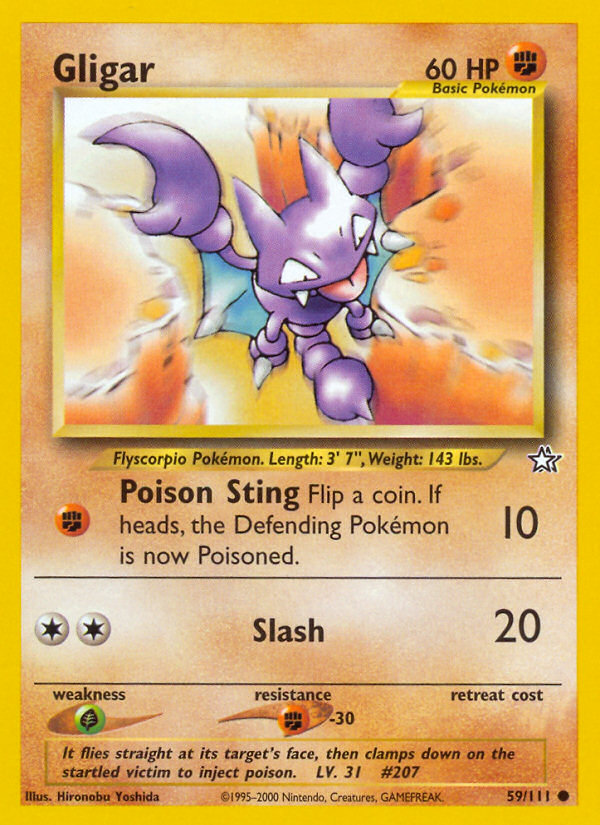 Gligar
60 HP
Basic Pokémon
Flyscorpio Pokémon. Length: 3' 7", Weight: 143 lbs.
Poison Sting Flip a coin. If
heads, the Defending Pokémon
is now Poisoned.
10
Slash
20
weakness
resistance
retreat cost
-30
It flies straight at its target's face, then clamps down on the
startled victim to inject poison. LV. 31 #207
Illus. Hironobu Yoshida
©1995-2000 Nintendo, Creatures, GAMEFREAK.
59/111